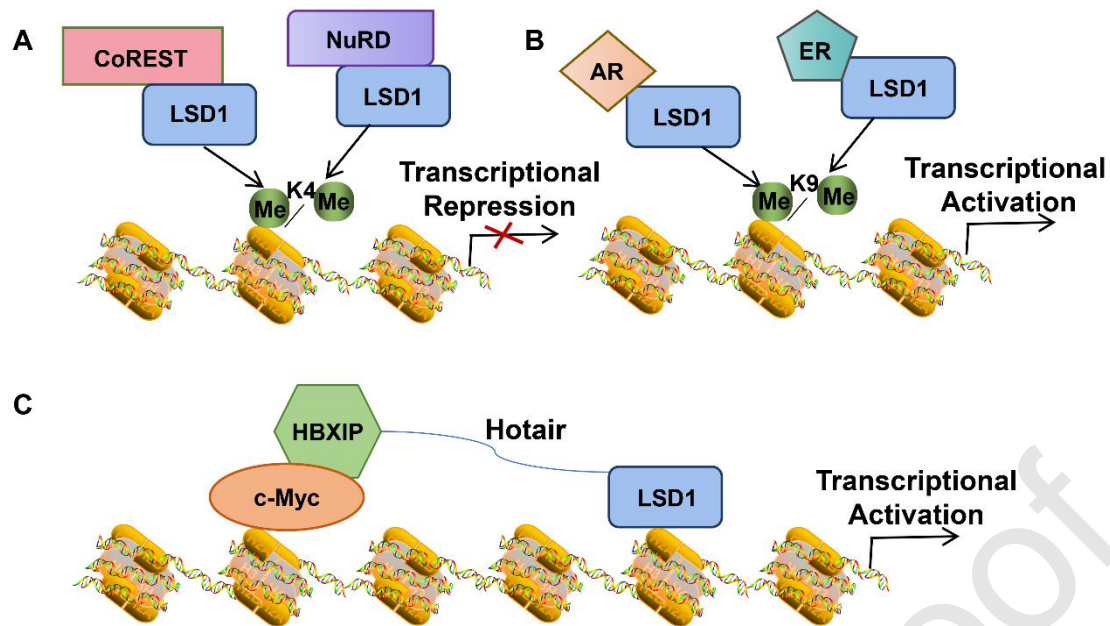 A
CoREST
LSD1
NuRD
LSD1
K4
Me
Me
Transcriptional
Repression
B
AR
LSD1
ER
LSD1
K9
Me
Me
Transcriptional
Activation
C
HBXIP
Hotair
c-Myc
LSD1
Transcriptional
Activation
oof